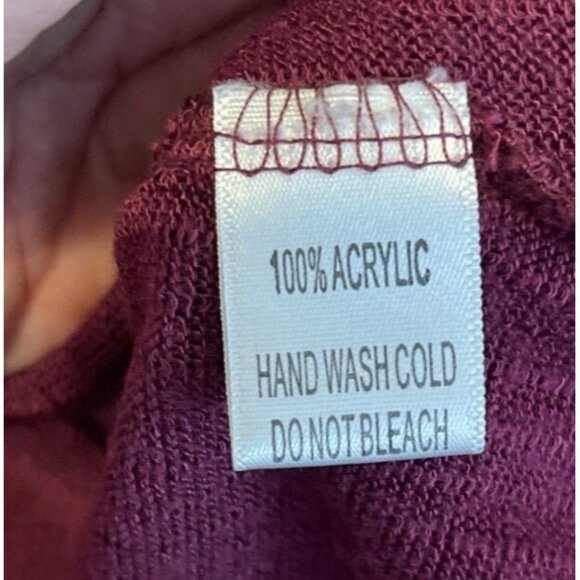 100% ACRYLIC
HAND WASH COLD
DO NOT BLEACH